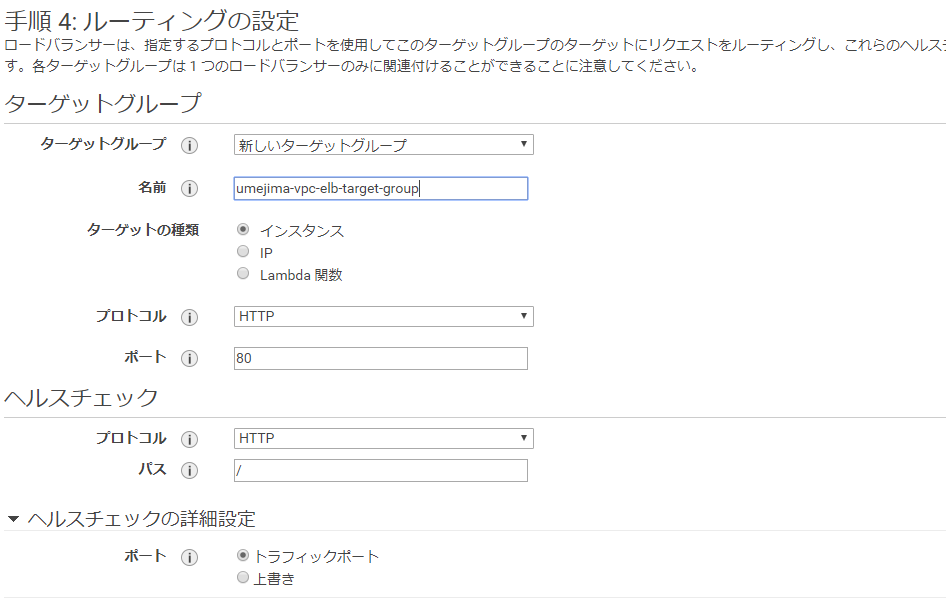 手順 4: ルーティングの設定
ロードバランサーは、指定するプロトコルとポートを使用してこのターゲットグループのターゲットにリクエストをルーティングし、これらのヘルスチ
す。各ターゲットグループは 1 つのロードバランサーのみに関連付けることができることに注意してください。
ターゲットグループ
ターゲットグループ i 新しいターゲットグループ
名前 i umejima-vpc-elb-target-group
ターゲットの種類 インスタンス
IP
Lambda 関数
プロトコル i HTTP
ポート i 80
ヘルスチェック
プロトコル i HTTP
パス i /
ヘルスチェックの詳細設定
ポート i トラフィックポート
上書き